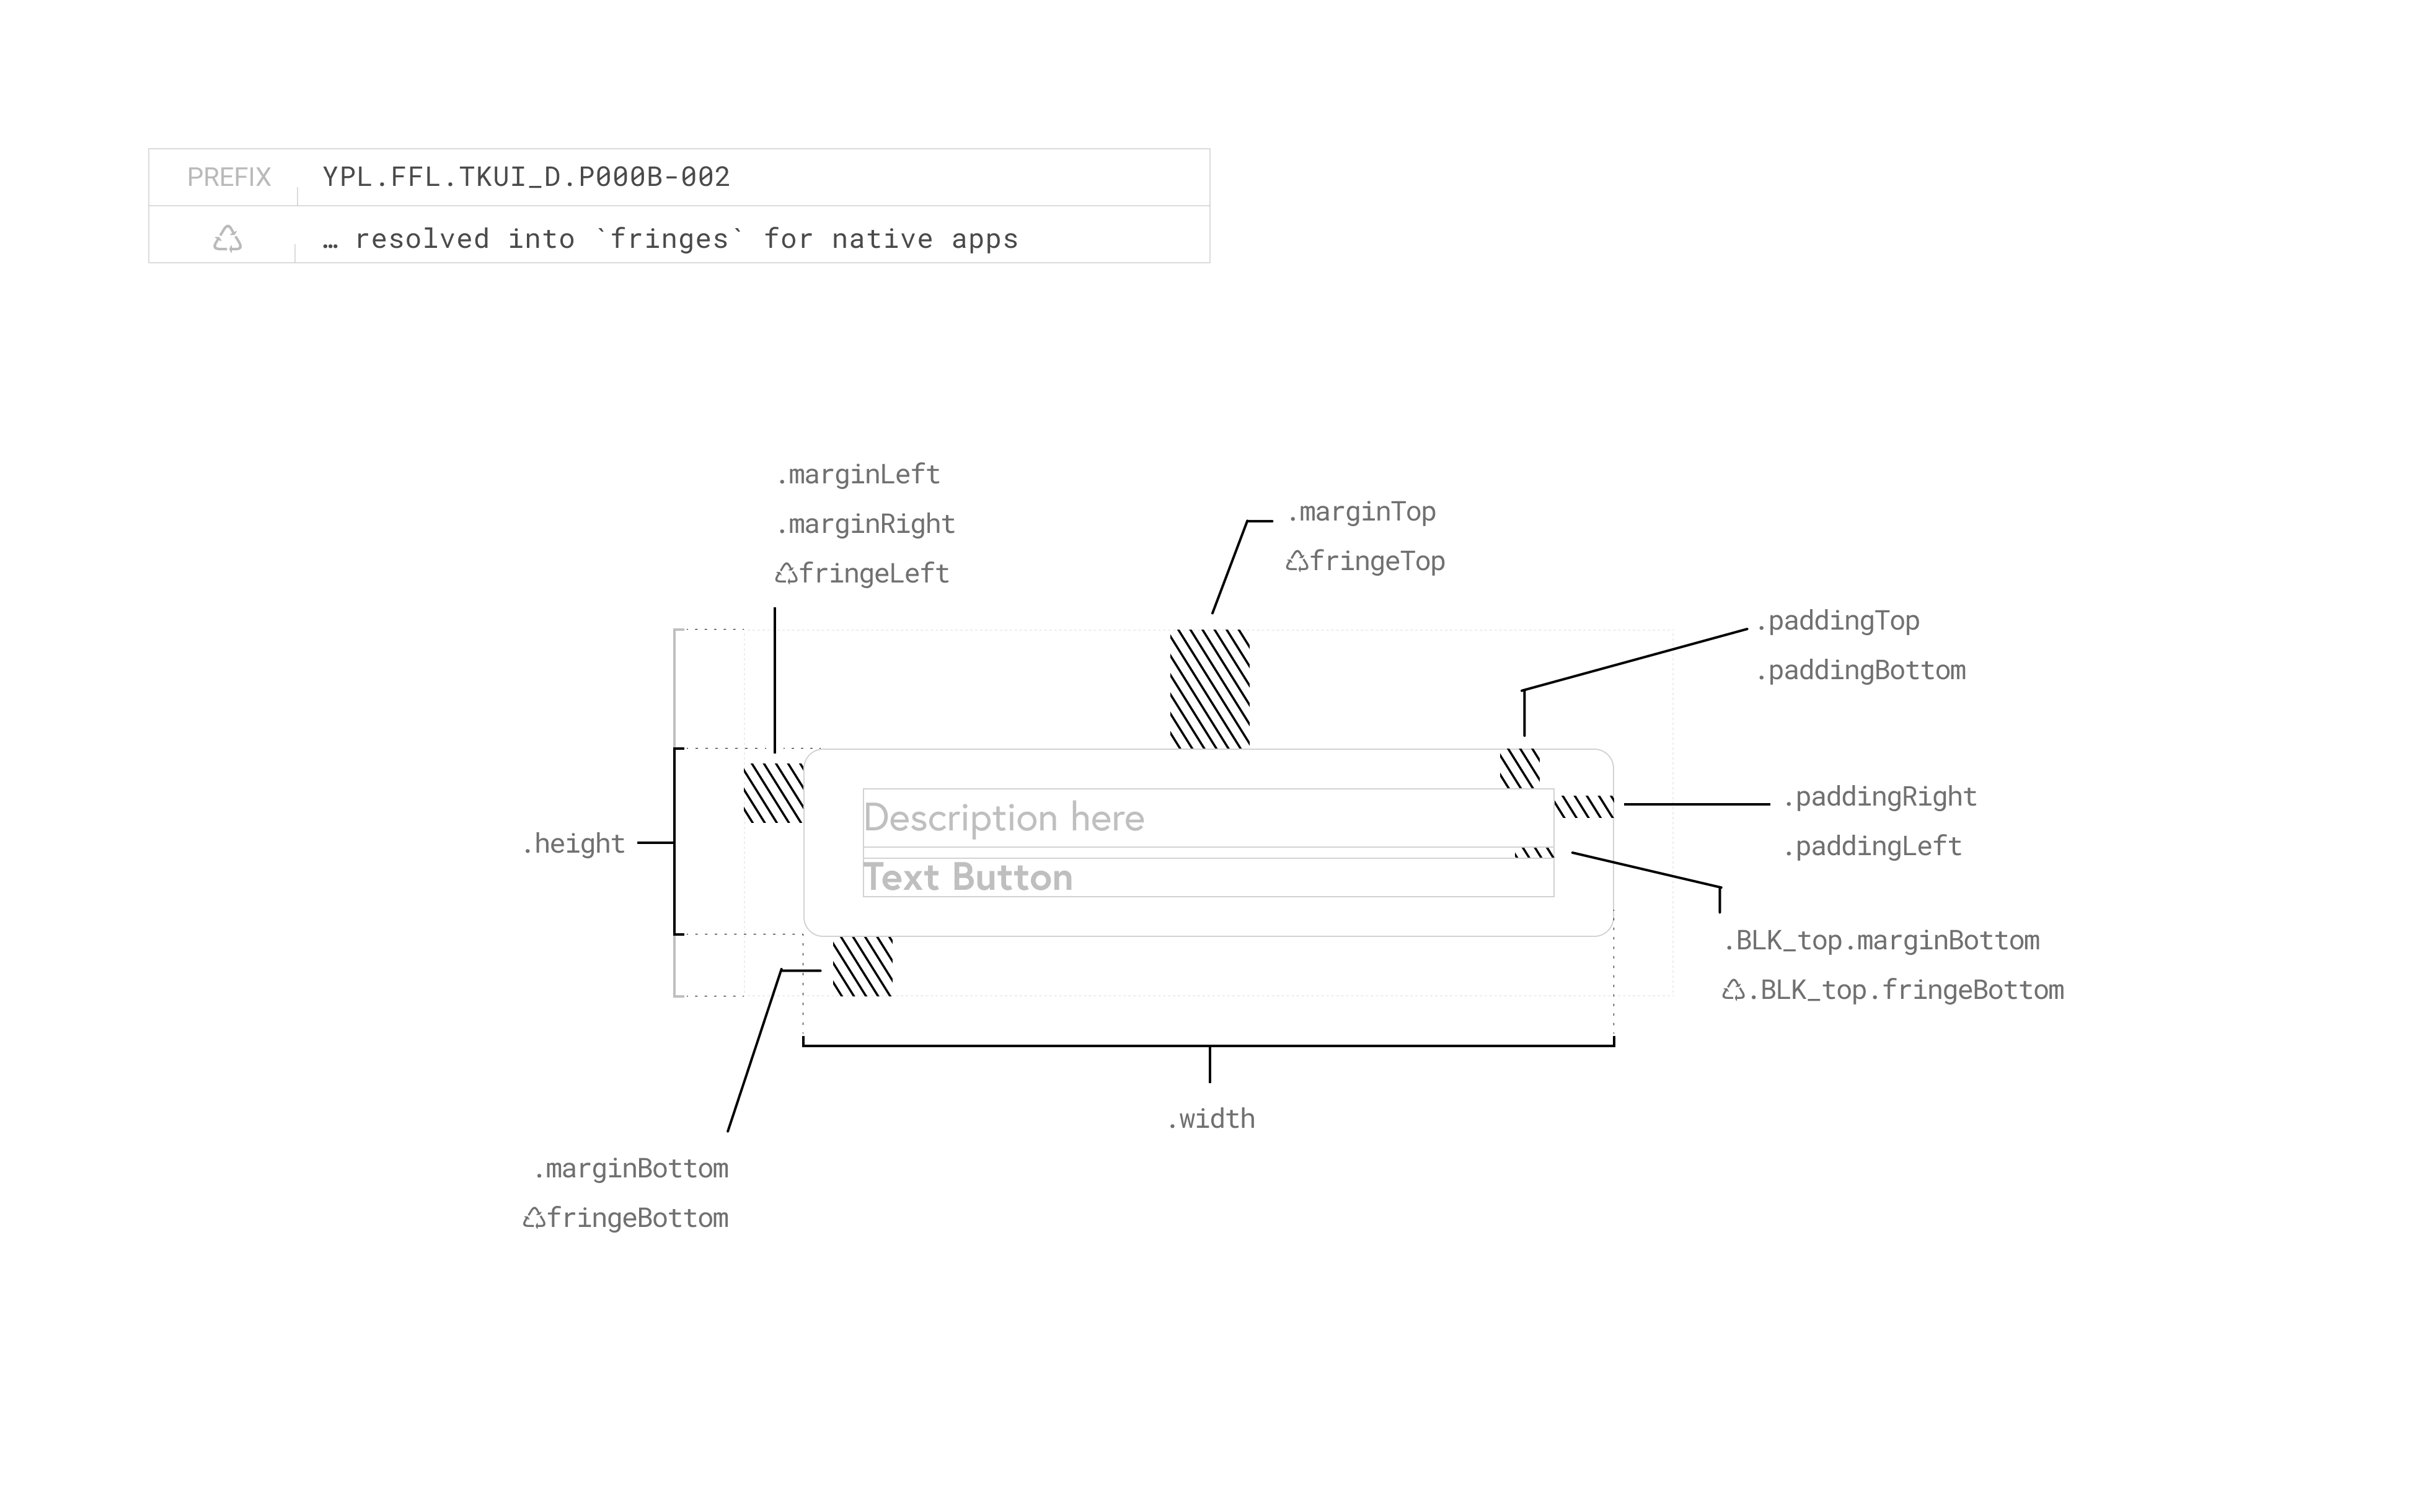 PREFIX YPL.FFL.TKUI_D.P000B-002
♺ … resolved into `fringes` for native apps
.marginLeft
.marginRight
♺fringeLeft
.marginTop
♺fringeTop
.paddingTop
.paddingBottom
.paddingRight
.paddingLeft
Description here
Text Button
.height
.BLK_top.marginBottom
♺.BLK_top.fringeBottom
.width
.marginBottom
♺fringeBottom